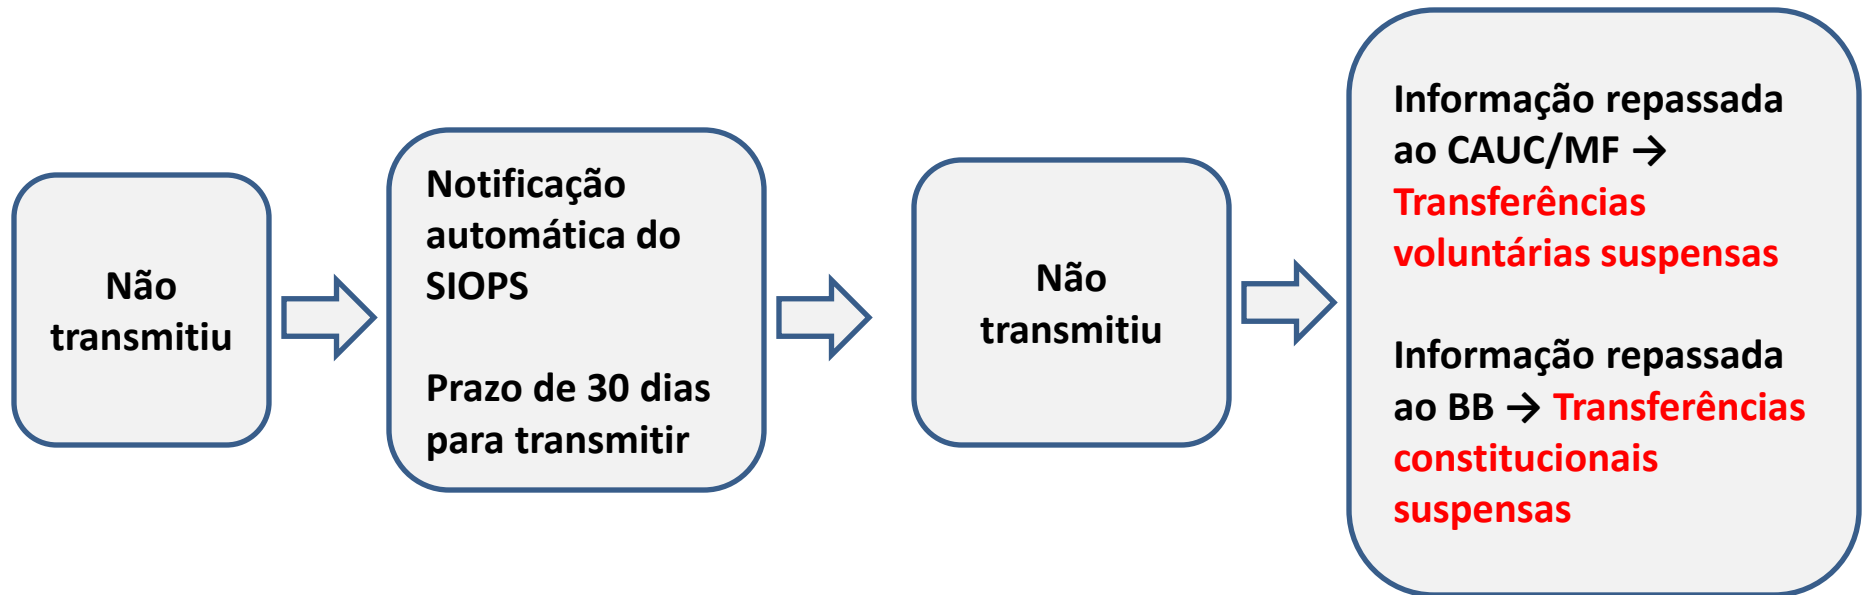 Não
transmitiu
Notificação
automática do
SIOPS
Prazo de 30 dias
para transmitir
Não
transmitiu
Informação repassada
ao CAUC/MF →
Transferências
voluntárias suspensas
Informação repassada
ao BB → Transferências
constitucionais
suspensas